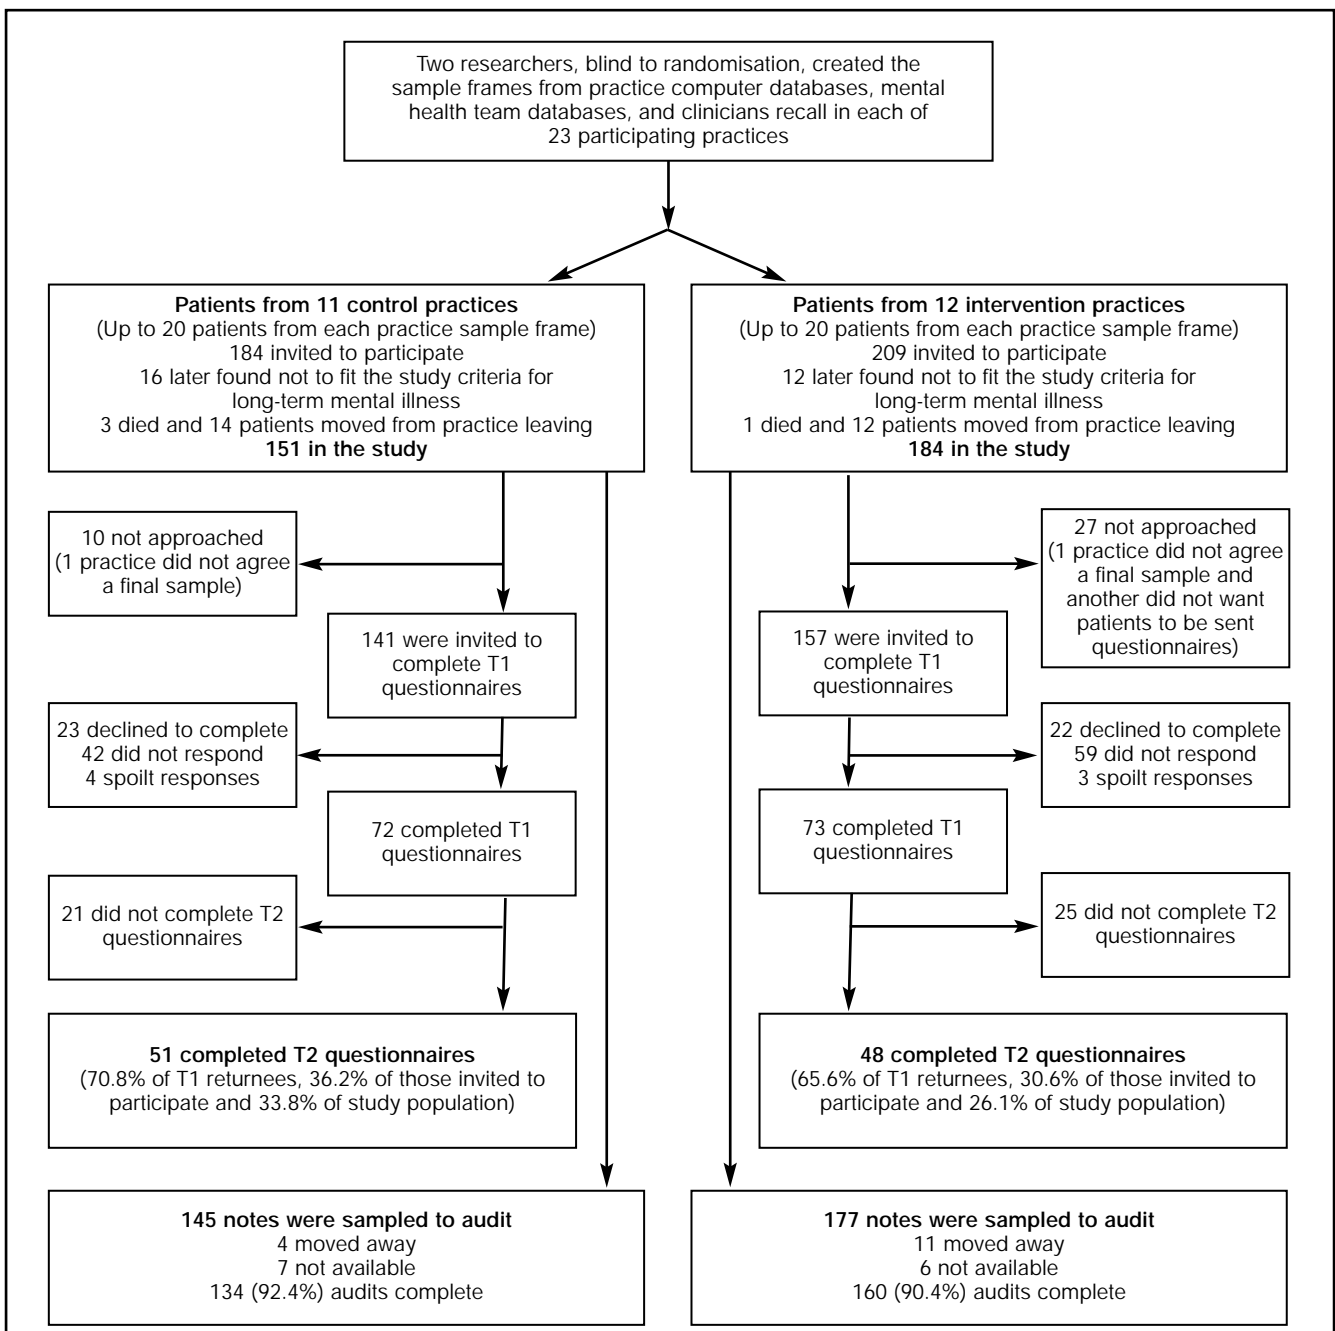 Two researchers, blind to randomisation, created the
sample frames from practice computer databases, mental
health team databases, and clinicians recall in each of
23 participating practices
Patients from 11 control practices
(Up to 20 patients from each practice sample frame)
184 invited to participate
16 later found not to fit the study criteria for
long-term mental illness
3 died and 14 patients moved from practice leaving
151 in the study
Patients from 12 intervention practices
(Up to 20 patients from each practice sample frame)
209 invited to participate
12 later found not to fit the study criteria for
long-term mental illness
1 died and 12 patients moved from practice leaving
184 in the study
10 not approached
(1 practice did not agree
a final sample)
27 not approached
(1 practice did not agree
a final sample and
another did not want
patients to be sent
questionnaires)
141 were invited to
complete T1
questionnaires
157 were invited to
complete T1
questionnaires
23 declined to complete
42 did not respond
4 spoilt responses
22 declined to complete
59 did not respond
3 spoilt responses
72 completed T1
questionnaires
73 completed T1
questionnaires
21 did not complete T2
questionnaires
25 did not complete T2
questionnaires
51 completed T2 questionnaires
(70.8% of T1 returnees, 36.2% of those invited to
participate and 33.8% of study population)
48 completed T2 questionnaires
(65.6% of T1 returnees, 30.6% of those invited to
participate and 26.1% of study population)
145 notes were sampled to audit
4 moved away
7 not available
134 (92.4%) audits complete
177 notes were sampled to audit
11 moved away
6 not available
160 (90.4%) audits complete